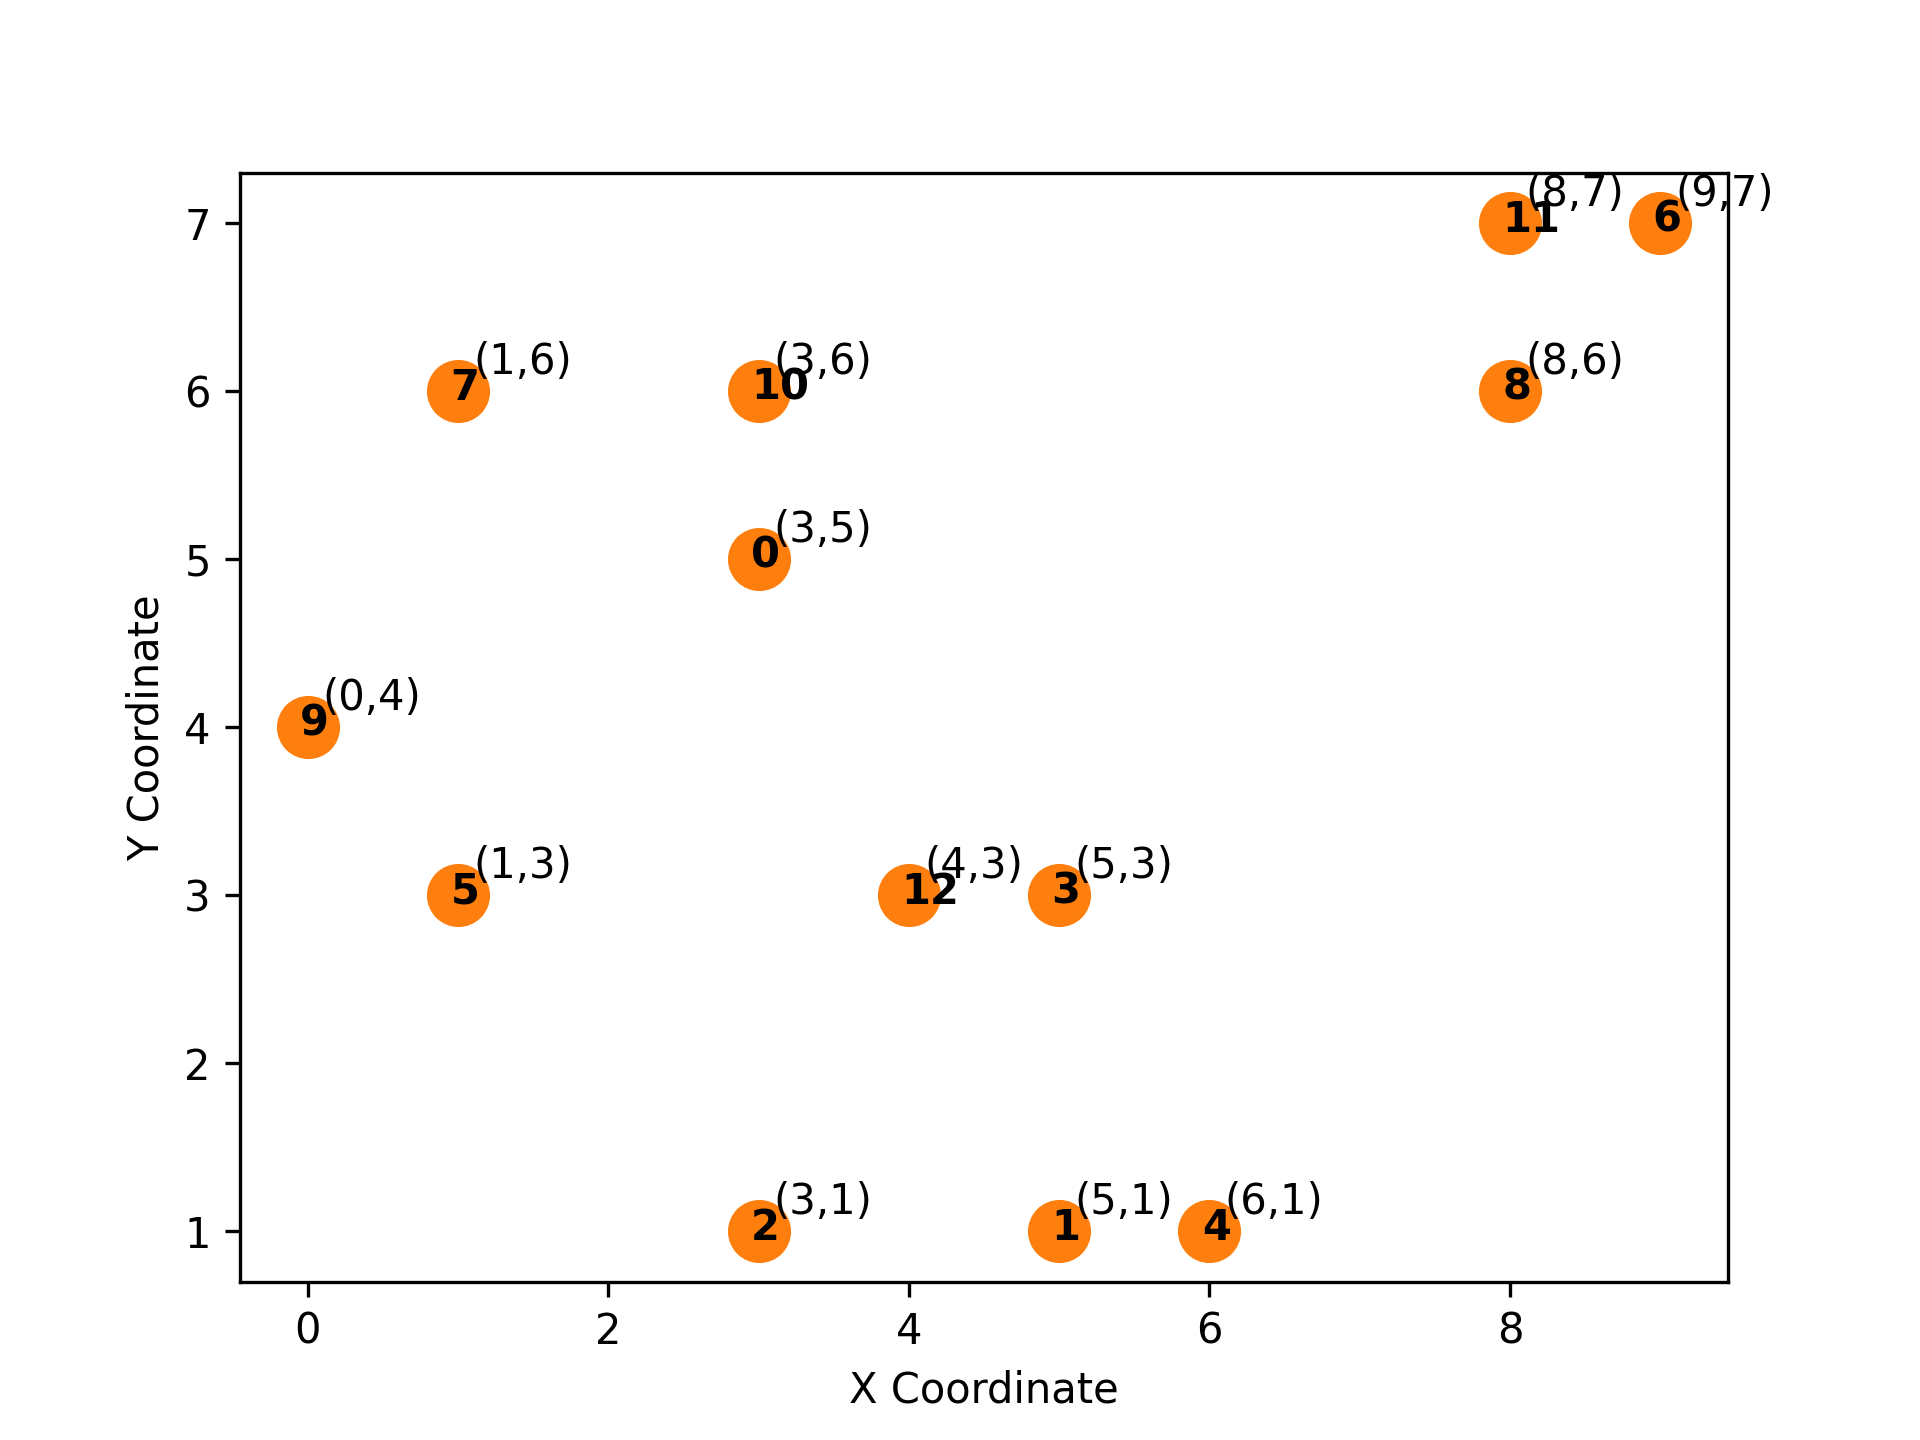 (8,7) (9,7)
7 11 6
(1,6) (3,6) (8,6)
6 7 10 8
(3,5)
5 0
(0,4)
4 9
(1,3) (4,3) (5,3)
3 5 12 3
2
(3,1) (5,1) (6,1)
1 2 1 4
0 2 4 6 8
X Coordinate
Y Coordinate